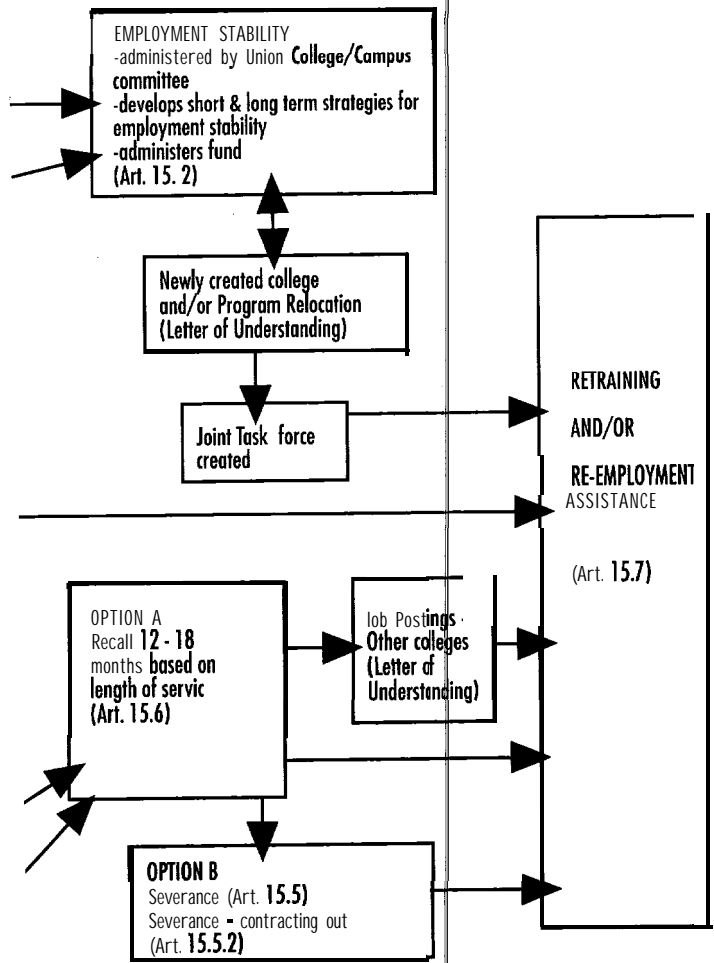 EMPLOYMENT STABILITY
-administered by Union College/Campus
committee
-develops short & long term strategies for
employment stability
-administers fund
(Art. 15. 2)
Newly created college
and/or Program Relocation
(Letter of Understanding)
Joint Task force
created
RETRAINING
AND/OR
RE-EMPLOYMENT
ASSISTANCE
(Art. 15.7)
OPTION A
Recall 12 - 18
months based on
length of servic
(Art. 15.6)
Iob Postings -
Other colleges
(Letter of
Understanding)
OPTION B
Severance (Art. 15.5)
Severance - contracting out
(Art. 15.5.2)